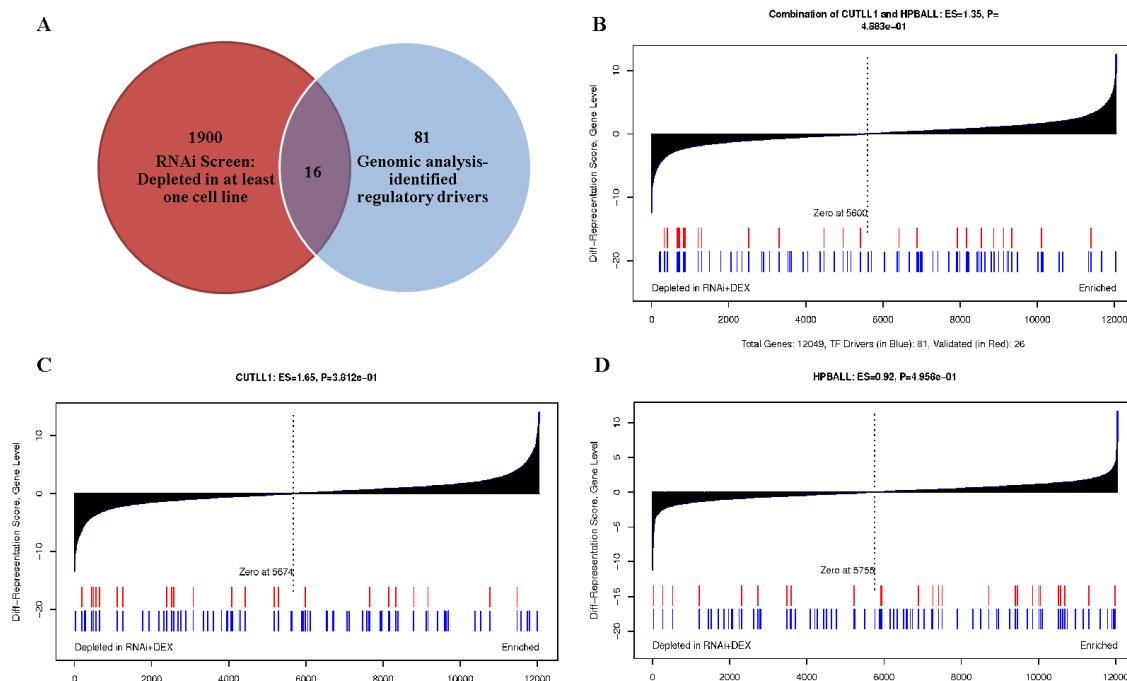 A
1900
RNAi Screen:
Depleted in at least
one cell line
16
81
Genomic analysis-
identified
regulatory drivers
B
Combination of CUTLL1 and HPBALL: ES=1.35, P=
4.883e-01
Diff-Representation Score, Gene Level
10
0
-10
-20
Zero at 5600
Depleted in RNAi+DEX
Enriched
0
2000
4000
6000
8000
10000
12000
Total Genes: 12049, TF Drivers (in Blue): 81, Validated (in Red): 26
C
CUTLL1: ES=1.65, P=3.812e-01
Diff-Representation Score, Gene Level
10
0
-10
-20
Zero at 5674
Depleted in RNAi+DEX
Enriched
0
2000
4000
6000
8000
10000
12000
D
HPBALL: ES=0.92, P=4.956e-01
Diff-Representation Score, Gene Level
10
5
0
-5
-10
-15
-20
Zero at 5755
Depleted in RNAi+DEX
Enriched
0
2000
4000
6000
8000
10000
12000